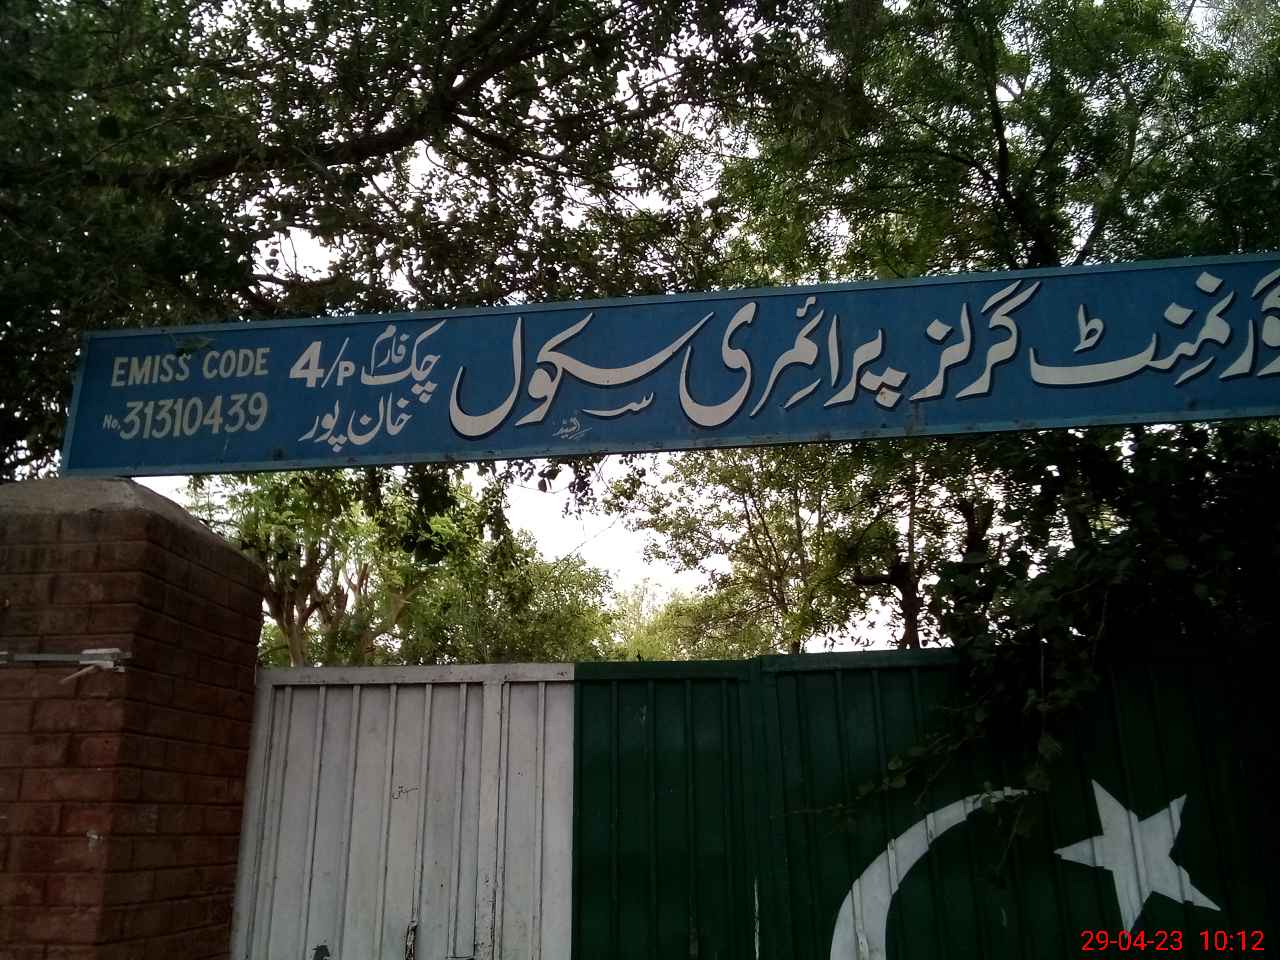 گورنمنٹ گرلز پرائمری سکول
چک فارم 4/P
خان پور
EMISS CODE
No. 31310439
29-04-23 10:12